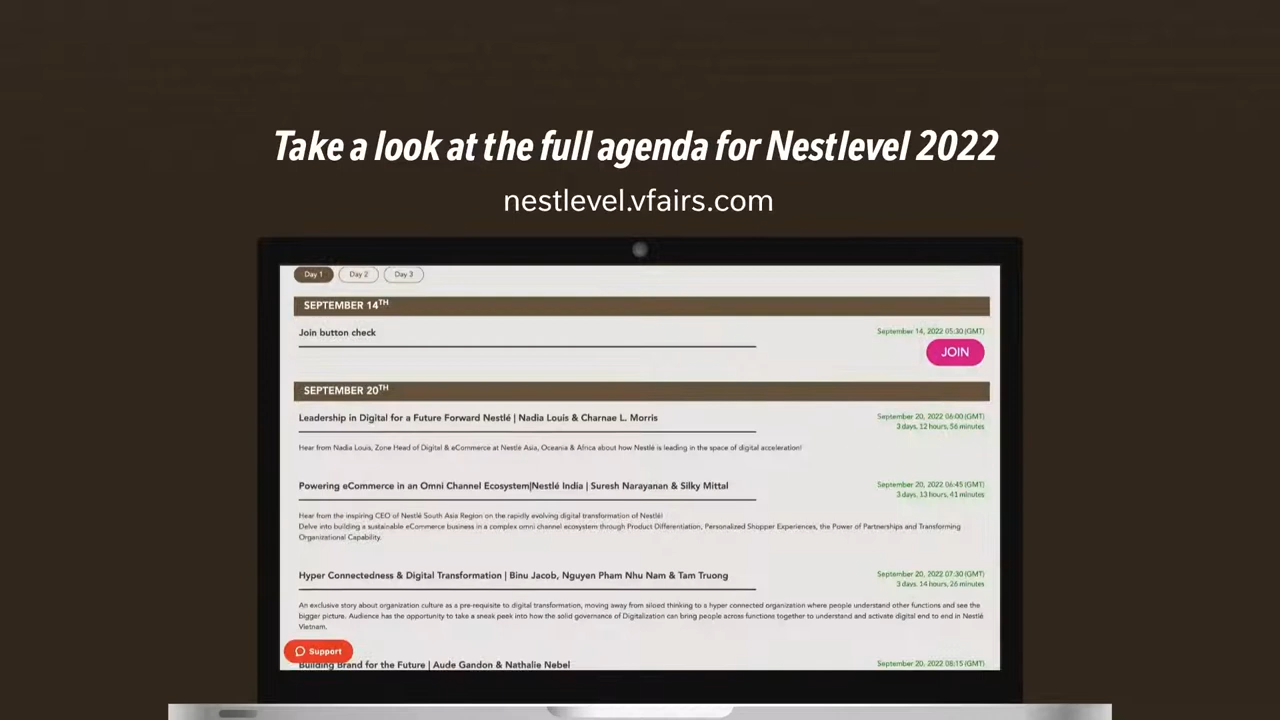 Take a look at the full agenda for Nestlevel 2022
nestlevel.vfairs.com
Day 1 Day 2 Day 3
SEPTEMBER 14TH
Join button check September 14, 2022 05:30 (GMT)
JOIN
SEPTEMBER 20TH
Leadership in Digital for a Future Forward Nestlé | Nadia Louis & Charnae L. Morris September 20, 2022 06:00 (GMT)
3 days, 12 hours, 56 minutes
Hear from Nadia Louis, Zone Head of Digital & eCommerce at Nestle Asia, Oceania & Africa about how Nestlé is leading in the space of digital acceleration!
Powering eCommerce in an Omni Channel Ecosystem|Nestlé India | Suresh Narayanan & Silky Mittal September 20, 2022 06:45 (GMT)
3 days, 13 hours, 41 minutes
Hear from the inspiring CEO of Nestlé South Asia Region on the rapidly evolving digital transformation of Nestlé!
Delve into building a sustainable eCommerce business in a complex omni channel ecosystem through Product Differentiation, Personalized Shopper Experiences, the Power of Partnerships and Transforming
Organizational Capability.
Hyper Connectedness & Digital Transformation | Binu Jacob, Nguyen Pham Nhu Nam & Tam Truong September 20, 2022 07:30 (GMT)
3 days, 14 hours, 26 minutes
An exclusive story about organization culture as a pre-requisite to digital transformation, moving away from siloed thinking to a hyper connected organization where people understand other functions and see the
bigger picture. Audience has the opportunity to take a sneak peek into how the solid governance of Digitalization can bring people across functions together to understand and activate digital end to end in Nestlé
Vietnam.
Support
Building Brand for the Future | Aude Gandon & Nathalie Nebel September 20, 2022 08:15 (GMT)